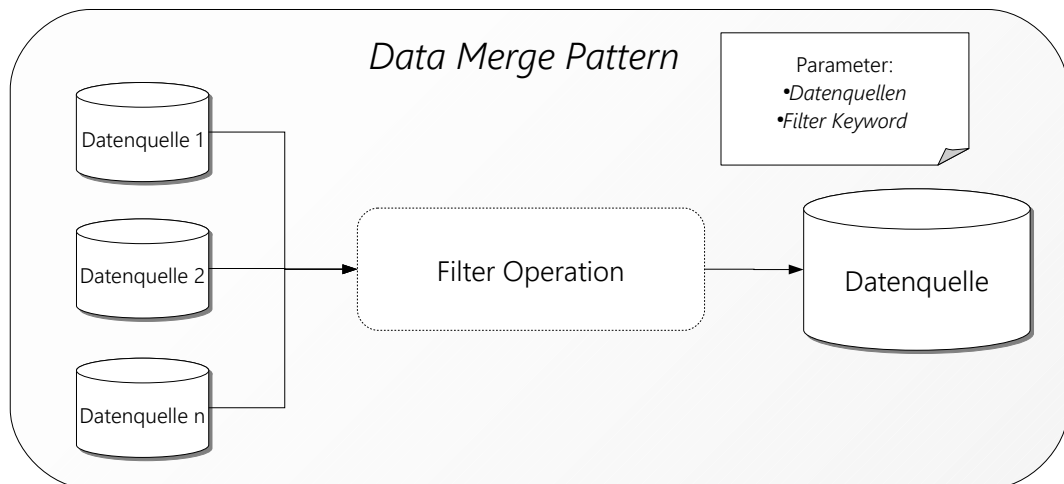 Data Merge Pattern
Parameter:
•Datenquellen
•Filter Keyword
Datenquelle 1
Datenquelle 2
Datenquelle n
Filter Operation
Datenquelle